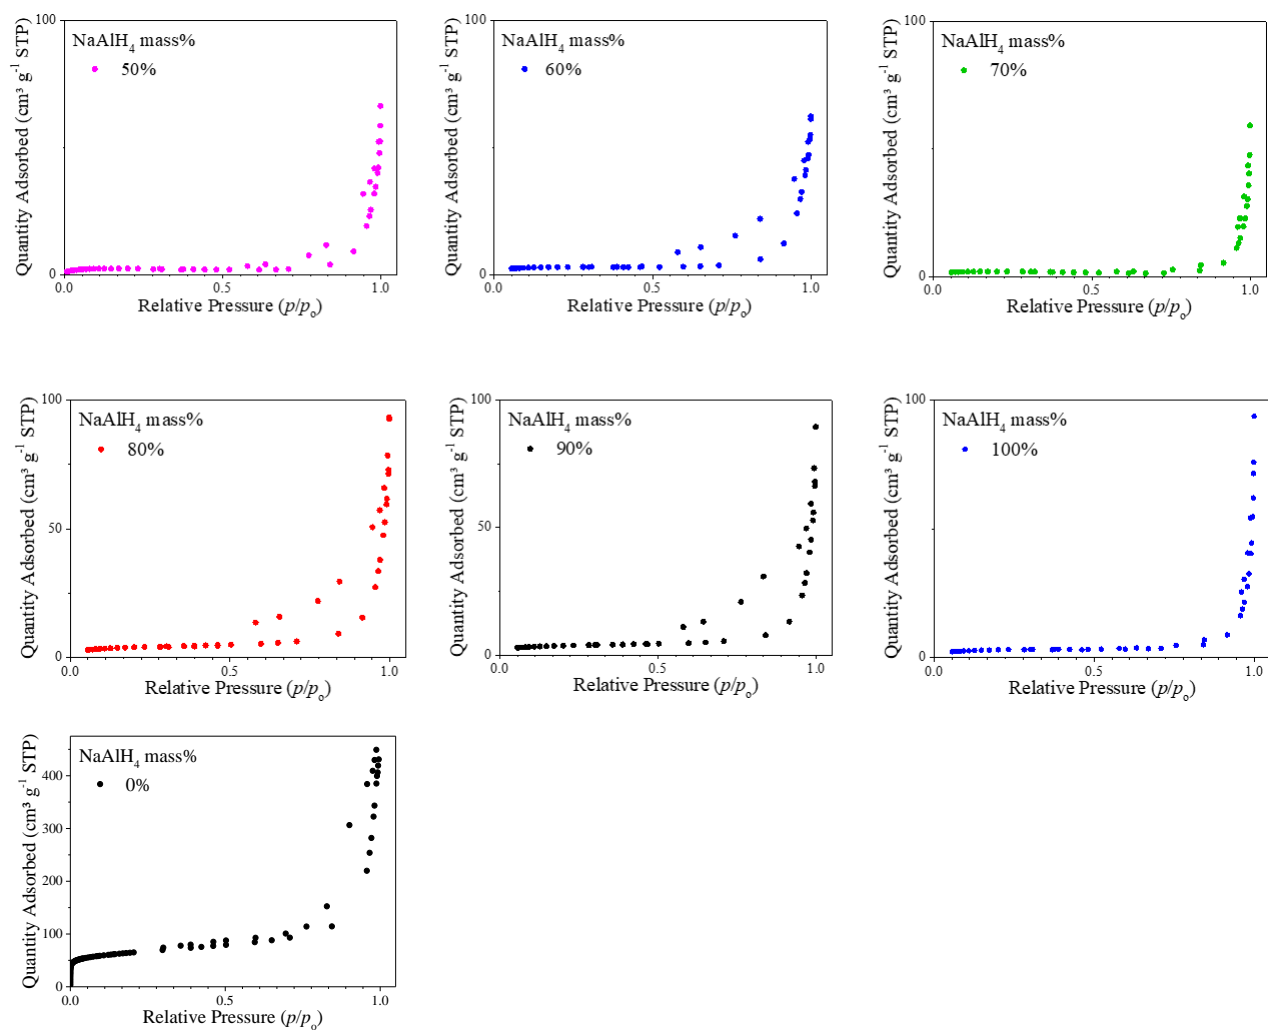 100
NaAlH₄ mass%
50%
0
0.0
0.5
1.0
Quantity Adsorbed (cm³ g⁻¹ STP)
Relative Pressure (p/pₒ)
100
NaAlH₄ mass%
60%
0
0.0
0.5
1.0
Quantity Adsorbed (cm³ g⁻¹ STP)
Relative Pressure (p/pₒ)
100
NaAlH₄ mass%
70%
0
0.0
0.5
1.0
Quantity Adsorbed (cm³ g⁻¹ STP)
Relative Pressure (p/pₒ)
100
NaAlH₄ mass%
80%
50
0
0.0
0.5
1.0
Quantity Adsorbed (cm³ g⁻¹ STP)
Relative Pressure (p/pₒ)
100
NaAlH₄ mass%
90%
50
0
0.0
0.5
1.0
Quantity Adsorbed (cm³ g⁻¹ STP)
Relative Pressure (p/pₒ)
100
NaAlH₄ mass%
100%
0
0.0
0.5
1.0
Quantity Adsorbed (cm³ g⁻¹ STP)
Relative Pressure (p/pₒ)
NaAlH₄ mass%
0%
400
300
200
100
0
0.0
0.5
1.0
Quantity Adsorbed (cm³ g⁻¹ STP)
Relative Pressure (p/pₒ)